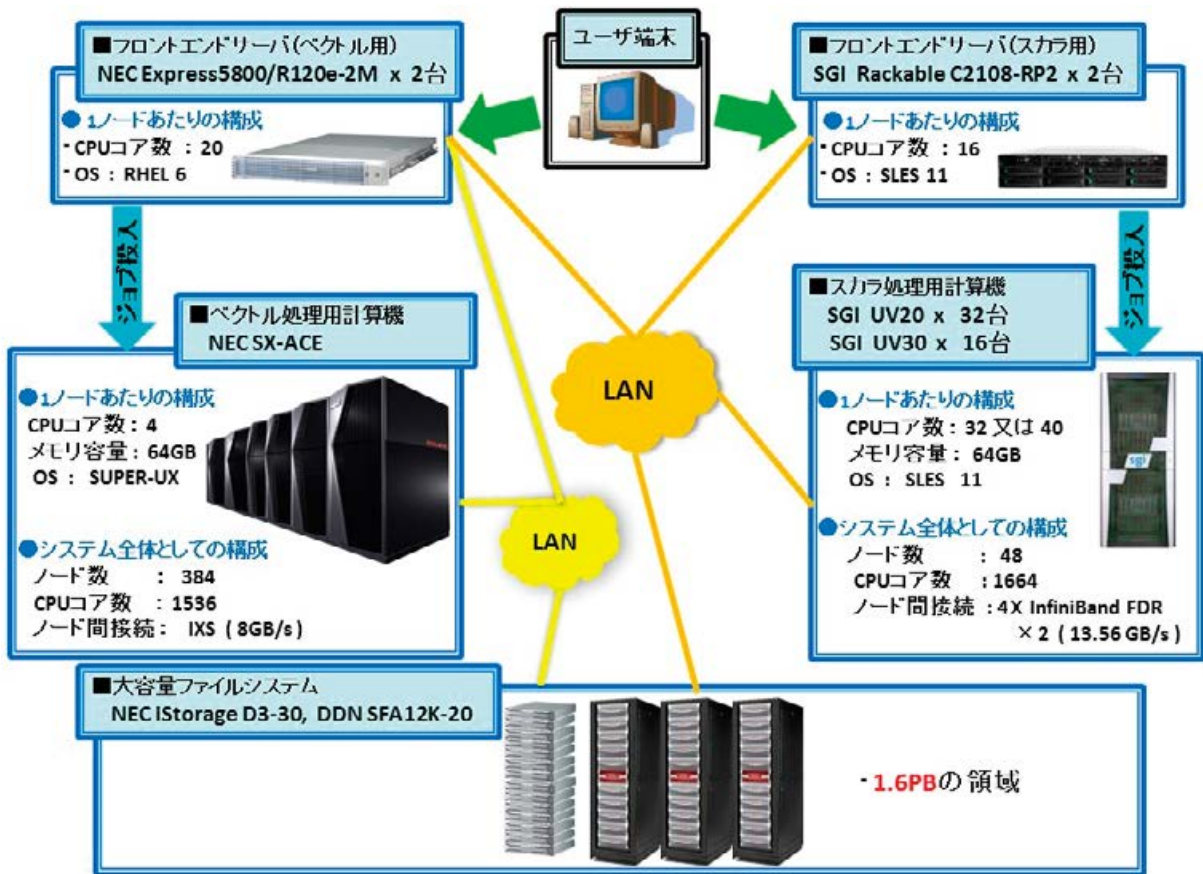 ■フロントエンドサーバ(ベクトル用)
NEC Express5800/R120e-2M x 2台
●1ノードあたりの構成
・CPUコア数 : 20
・OS : RHEL 6
ユーザ端末
■フロントエンドサーバ(スカラ用)
SGI Rackable C2108-RP2 x 2台
●1ノードあたりの構成
・CPUコア数 : 16
・OS : SLES 11
ジョブ投入
ジョブ投入
■ベクトル処理用計算機
NEC SX-ACE
●1ノードあたりの構成
CPUコア数 : 4
メモリ容量 : 64GB
OS : SUPER-UX
●システム全体としての構成
ノード数 : 384
CPUコア数 : 1536
ノード間接続 : IXS ( 8GB/s )
LAN
LAN
■スカラ処理用計算機
SGI UV20 x 32台
SGI UV30 x 16台
●1ノードあたりの構成
CPUコア数 : 32 又は 40
メモリ容量 : 64GB
OS : SLES 11
sgi
●システム全体としての構成
ノード数 : 48
CPUコア数 : 1664
ノード間接続 : 4X InfiniBand FDR
× 2 ( 13.56 GB/s )
■大容量ファイルシステム
NEC iStorage D3-30, DDN SFA12K-20
・1.6PBの領域